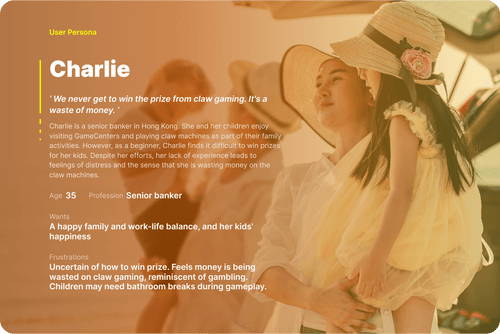 User Persona
Charlie
' We never get to win the prize from claw gaming. It's a
waste of money. '
Charlie is a senior banker in Hong Kong. She and her children enjoy
visiting GameCenters and playing claw machines as part of their family
activities. However, as a beginner, Charlie finds it difficult to win prizes
for her kids. Despite her efforts, her lack of experience leads to
feelings of distress and the sense that she is wasting money on the
claw machines.
Age 35 Profession Senior banker
Wants
A happy family and work-life balance, and her kids'
happiness
Frustrations
Uncertain of how to win prize. Feels money is being
wasted on claw gaming, reminiscent of gambling.
Children may need bathroom breaks during gameplay.